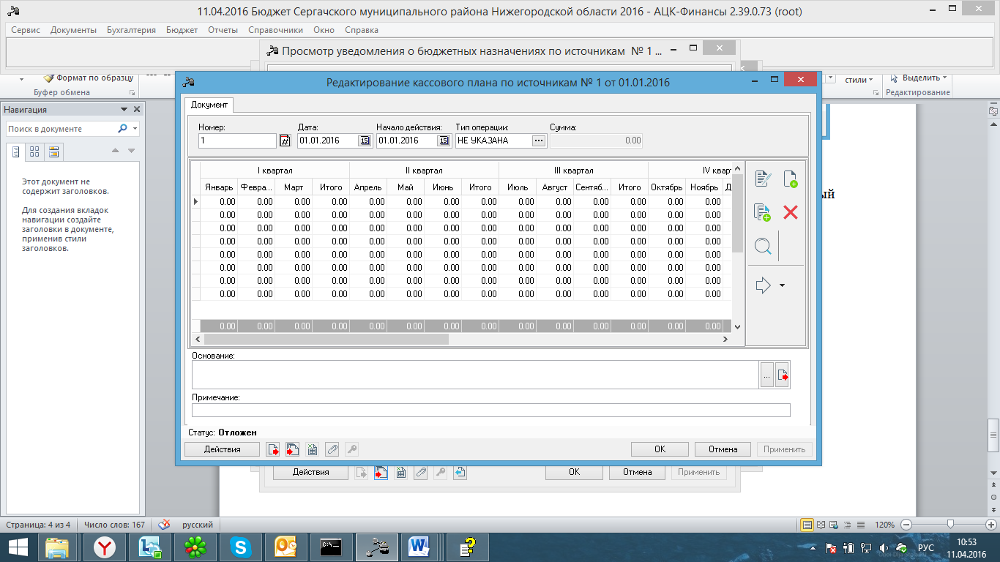 11.04.2016 Бюджет Сергачского муниципального района Нижегородской области 2016 - АЦК-Финансы 2.39.0.73 (root)
Сервис Документы Бухгалтерия Бюджет Отчеты Справочники Окно Справка
Просмотр уведомления о бюджетных назначениях по источникам № 1 ...
Формат по образцу
Буфер обмена
стили
Выделить
Редактирование
Навигация
Поиск в документе
Этот документ не
содержит заголовков.
Для создания вкладок
навигации создайте
заголовки в документе,
применив стили
заголовков.
ый
Редактирование кассового плана по источникам № 1 от 01.01.2016
Документ
Номер: Дата: Начало действия: Тип операции: Сумма:
1 01.01.2016 15 01.01.2016 15 НЕ УКАЗАНА ... 0.00
I квартал II квартал III квартал IV кварт
Январь Февра... Март Итого Апрель Май Июнь Итого Июль Август Сентяб... Итого Октябрь Ноябрь Д
0.00 0.00 0.00 0.00 0.00 0.00 0.00 0.00 0.00 0.00 0.00 0.00 0.00 0.00
0.00 0.00 0.00 0.00 0.00 0.00 0.00 0.00 0.00 0.00 0.00 0.00 0.00 0.00
0.00 0.00 0.00 0.00 0.00 0.00 0.00 0.00 0.00 0.00 0.00 0.00 0.00 0.00
0.00 0.00 0.00 0.00 0.00 0.00 0.00 0.00 0.00 0.00 0.00 0.00 0.00 0.00
0.00 0.00 0.00 0.00 0.00 0.00 0.00 0.00 0.00 0.00 0.00 0.00 0.00 0.00
0.00 0.00 0.00 0.00 0.00 0.00 0.00 0.00 0.00 0.00 0.00 0.00 0.00 0.00
0.00 0.00 0.00 0.00 0.00 0.00 0.00 0.00 0.00 0.00 0.00 0.00 0.00 0.00
0.00 0.00 0.00 0.00 0.00 0.00 0.00 0.00 0.00 0.00 0.00 0.00 0.00 0.00
0.00 0.00 0.00 0.00 0.00 0.00 0.00 0.00 0.00 0.00 0.00 0.00 0.00 0.00
Основание:
...
Примечание:
Статус: Отложен
Действия OK Отмена Применить
Действия OK Отмена Применить
Страница: 4 из 4 Число слов: 167 русский 120%
РУС
10:53
11.04.2016